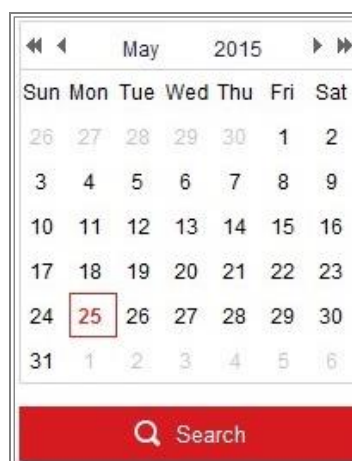 May 2015
Sun Mon Tue Wed Thu Fri Sat
26 27 28 29 30 1 2
3 4 5 6 7 8 9
10 11 12 13 14 15 16
17 18 19 20 21 22 23
24 25 26 27 28 29 30
31 1 2 3 4 5 6
Search